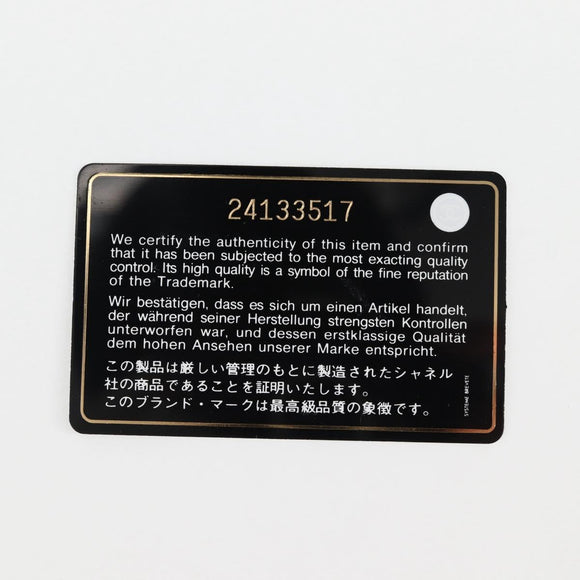 24133517
We certify the authenticity of this item and confirm
that it has been subjected to the most exacting quality
control. Its high quality is a symbol of the fine reputation
of the Trademark.
Wir bestätigen, dass es sich um einen Artikel handelt,
der während seiner Herstellung strengsten Kontrollen
unterworfen war, und dessen erstklassige Qualität
dem hohen Ansehen unserer Marke entspricht.
この製品は厳しい管理のもとに製造されたシャネル
社の商品であることを証明いたします。
このブランド・マークは最高級品質の象徴です。
SYSTEME BREVETE